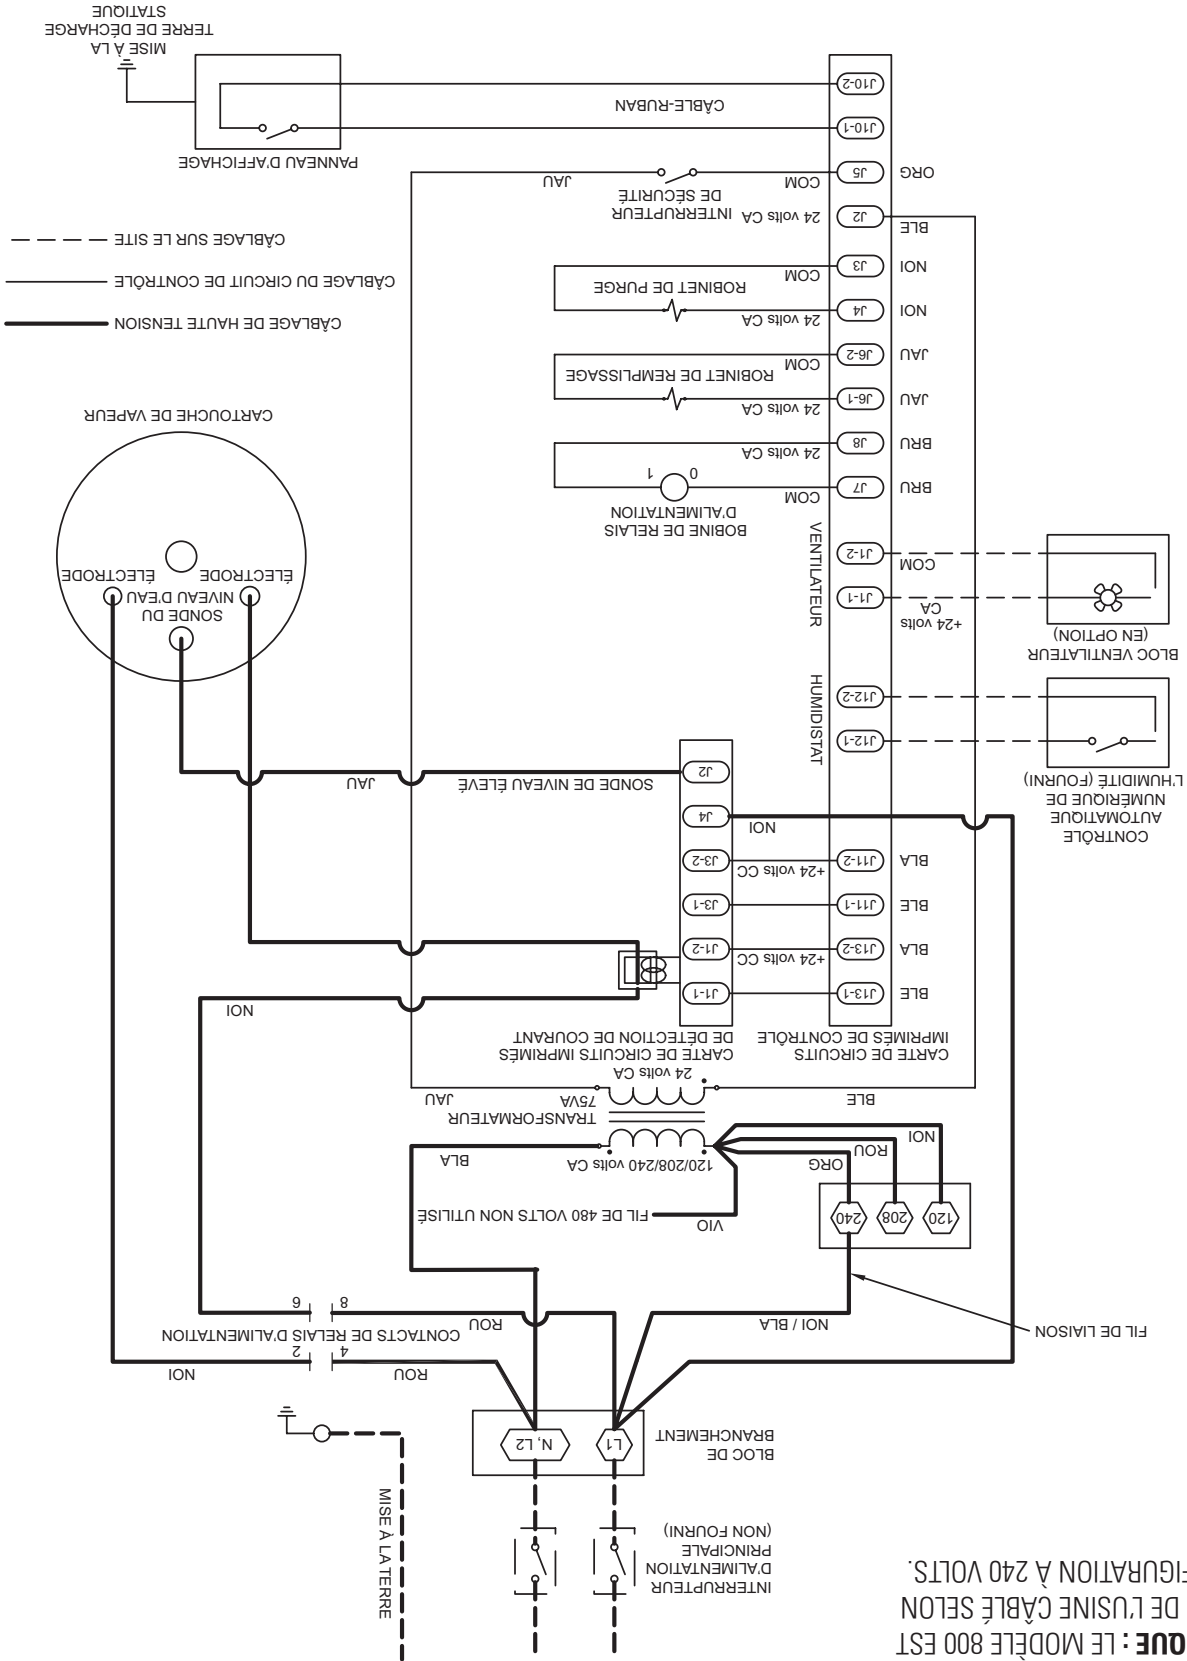 QUE : LE MODÈLE 800 EST
DE L'USINE CÂBLÉ SELON
FIGURATION À 240 VOLTS.
INTERRUPTEUR
D'ALIMENTATION
PRINCIPALE
(NON FOURNI)
MISE À LA TERRE
BLOC DE
BRANCHEMENT
L1
N, L2
ROU
4
2
NOI
CONTACTS DE RELAIS D'ALIMENTATION
FIL DE LIAISON
NOI / BLA
ROU
8
6
120
208
240
VIO
FIL DE 480 VOLTS NON UTILISÉ
NOI
ROU
ORG
120/208/240 volts CA
BLA
TRANSFORMATEUR
75VA
24 volts CA
BLE
JAU
CARTE DE CIRCUITS
IMPRIMÉS DE CONTRÔLE
CARTE DE CIRCUITS IMPRIMÉS
DE DÉTECTION DE COURANT
NOI
BLE
J13-1
J1-1
BLA
J13-2
+24 volts CC
J1-2
BLE
J11-1
J3-1
BLA
J11-2
+24 volts CC
J3-2
NOI
J4
J2
SONDE DE NIVEAU ÉLEVÉ
JAU
CONTRÔLE
AUTOMATIQUE
NUMÉRIQUE DE
L'HUMIDITÉ (FOURNI)
J12-1
J12-2
HUMIDISTAT
BLOC VENTILATEUR
(EN OPTION)
+24 volts
CA
J1-1
COM
J1-2
VENTILATEUR
SONDE DU
NIVEAU D'EAU
ÉLECTRODE
ÉLECTRODE
CARTOUCHE DE VAPEUR
BOBINE DE RELAIS
D'ALIMENTATION
BRU
J7
COM
0
1
BRU
J8
24 volts CA
JAU
J6-1
24 volts CA
ROBINET DE REMPLISSAGE
JAU
J6-2
COM
NOI
J4
24 volts CA
ROBINET DE PURGE
NOI
J3
COM
CÂBLAGE DE HAUTE TENSION
CÂBLAGE DU CIRCUIT DE CONTRÔLE
CÂBLAGE SUR LE SITE
BLE
J2
24 volts CA
INTERRUPTEUR
DE SÉCURITÉ
ORG
J5
COM
JAU
PANNEAU D'AFFICHAGE
J10-1
CÂBLE-RUBAN
J10-2
MISE À LA
TERRE DE DÉCHARGE
STATIQUE